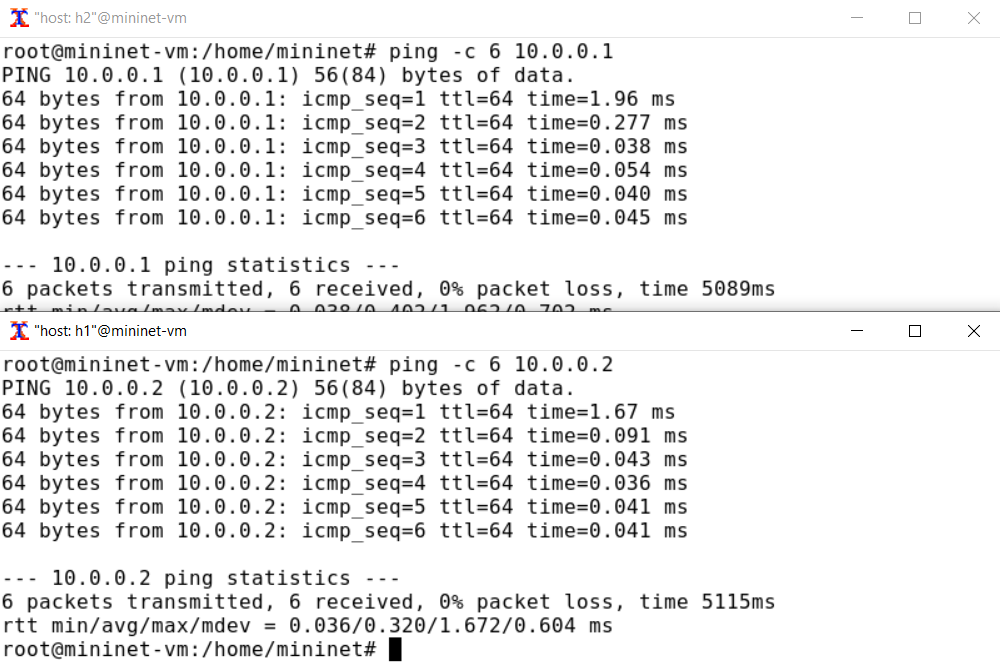 "host: h2"@mininet-vm
root@mininet-vm:/home/mininet# ping -c 6 10.0.0.1
PING 10.0.0.1 (10.0.0.1) 56(84) bytes of data.
64 bytes from 10.0.0.1: icmp_seq=1 ttl=64 time=1.96 ms
64 bytes from 10.0.0.1: icmp_seq=2 ttl=64 time=0.277 ms
64 bytes from 10.0.0.1: icmp_seq=3 ttl=64 time=0.038 ms
64 bytes from 10.0.0.1: icmp_seq=4 ttl=64 time=0.054 ms
64 bytes from 10.0.0.1: icmp_seq=5 ttl=64 time=0.040 ms
64 bytes from 10.0.0.1: icmp_seq=6 ttl=64 time=0.045 ms
--- 10.0.0.1 ping statistics ---
6 packets transmitted, 6 received, 0% packet loss, time 5089ms
rtt min/avg/max/mdev = 0.038/0.402/1.962/0.702 ms
"host: h1"@mininet-vm
root@mininet-vm:/home/mininet# ping -c 6 10.0.0.2
PING 10.0.0.2 (10.0.0.2) 56(84) bytes of data.
64 bytes from 10.0.0.2: icmp_seq=1 ttl=64 time=1.67 ms
64 bytes from 10.0.0.2: icmp_seq=2 ttl=64 time=0.091 ms
64 bytes from 10.0.0.2: icmp_seq=3 ttl=64 time=0.043 ms
64 bytes from 10.0.0.2: icmp_seq=4 ttl=64 time=0.036 ms
64 bytes from 10.0.0.2: icmp_seq=5 ttl=64 time=0.041 ms
64 bytes from 10.0.0.2: icmp_seq=6 ttl=64 time=0.041 ms
--- 10.0.0.2 ping statistics ---
6 packets transmitted, 6 received, 0% packet loss, time 5115ms
rtt min/avg/max/mdev = 0.036/0.320/1.672/0.604 ms
root@mininet-vm:/home/mininet#